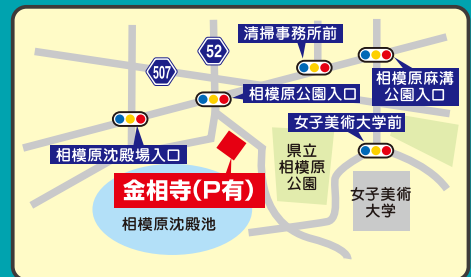 清掃事務所前
52
507
相模原麻溝
公園入口
相模原公園入口
女子美術大学前
相模原沈殿場入口
県立
相模原
公園
金相寺(P有)
女子美術
大学
相模原沈殿池